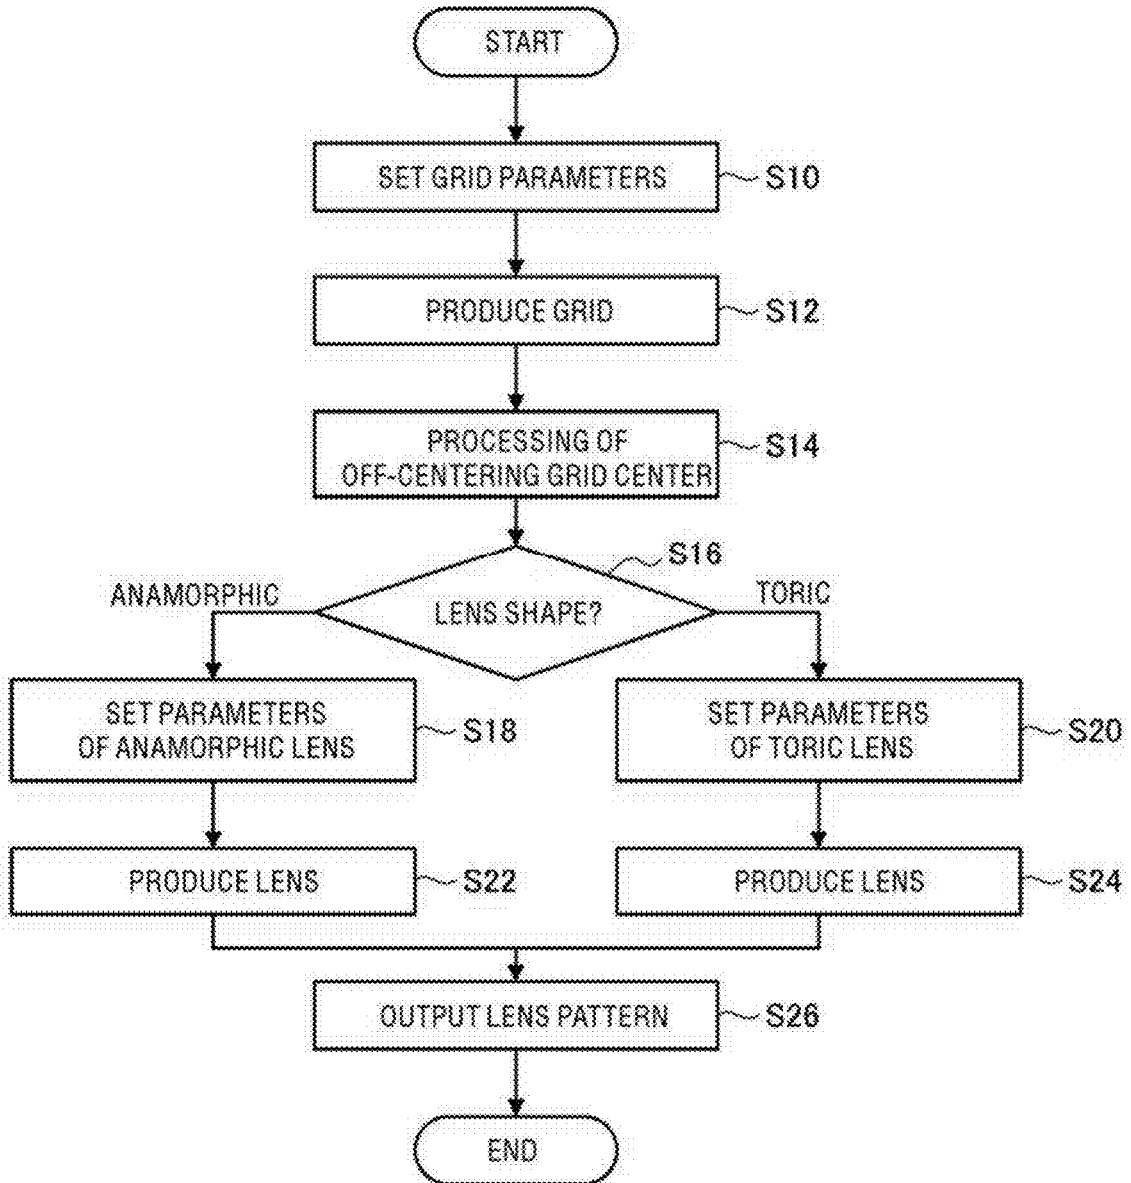 START
SET GRID PARAMETERS
S10
PRODUCE GRID
S12
PROCESSING OF
OFF-CENTERING GRID CENTER
S14
S16
ANAMORPHIC
LENS SHAPE?
TORIC
SET PARAMETERS
OF ANAMORPHIC LENS
S18
SET PARAMETERS
OF TORIC LENS
S20
PRODUCE LENS
S22
PRODUCE LENS
S24
OUTPUT LENS PATTERN
S26
END